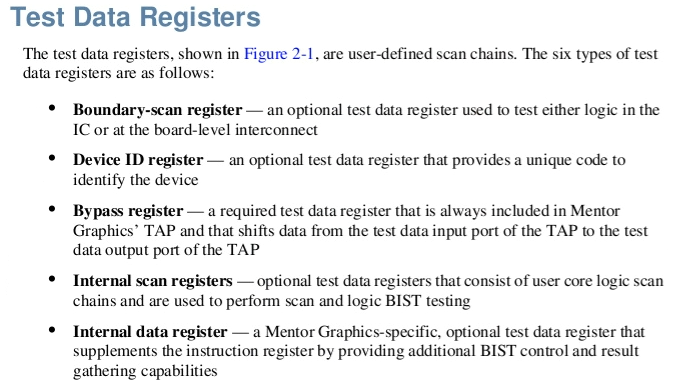 Test Data Registers
The test data registers, shown in Figure 2-1, are user-defined scan chains. The six types of test
data registers are as follows:
• Boundary-scan register — an optional test data register used to test either logic in the
IC or at the board-level interconnect
• Device ID register — an optional test data register that provides a unique code to
identify the device
• Bypass register — a required test data register that is always included in Mentor
Graphics’ TAP and that shifts data from the test data input port of the TAP to the test
data output port of the TAP
• Internal scan registers — optional test data registers that consist of user core logic scan
chains and are used to perform scan and logic BIST testing
• Internal data register — a Mentor Graphics-specific, optional test data register that
supplements the instruction register by providing additional BIST control and result
gathering capabilities